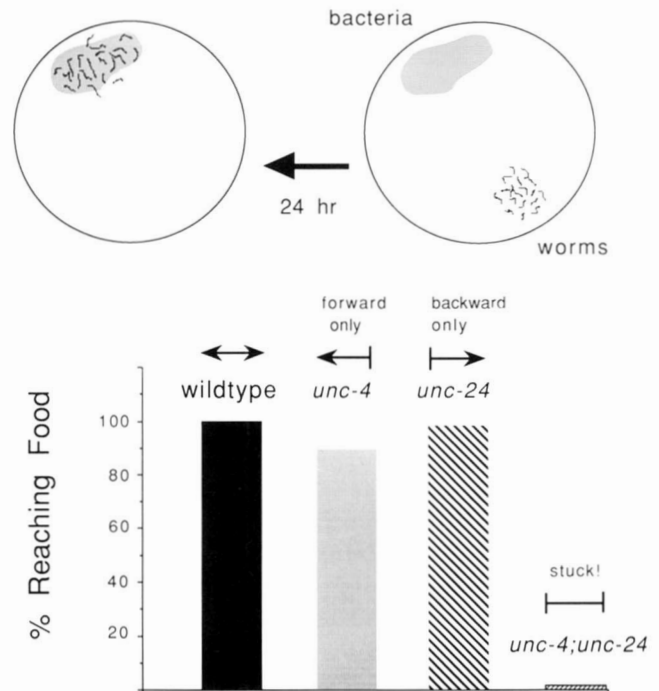 bacteria
24 hr
worms
forward
only
backward
only
wildtype
unc-4
unc-24
% Reaching Food
100
80
60
40
20
stuck!
unc-4;unc-24